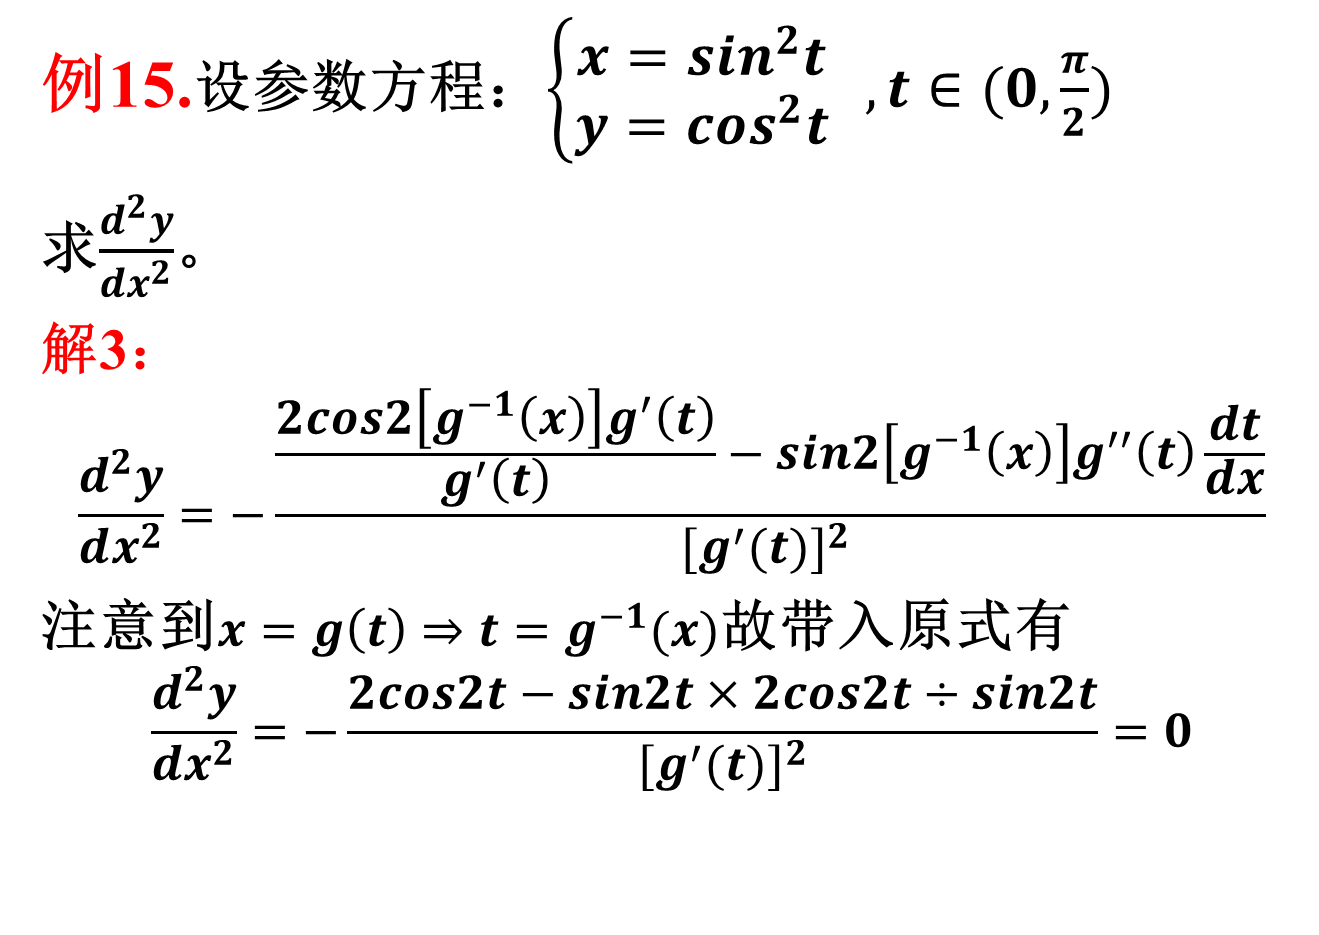 例15.设参数方程：{x = sin²t, y = cos²t , t ∈ (0, π/2)
求d²y/dx²。
解3：
d²y/dx² = −(2cos2[g⁻¹(x)]g′(t)/g′(t) − sin2[g⁻¹(x)]g′′(t) dt/dx)/[g′(t)]²
注意到x = g(t) ⇒ t = g⁻¹(x)故带入原式有
d²y/dx² = −(2cos2t − sin2t × 2cos2t ÷ sin2t)/[g′(t)]² = 0